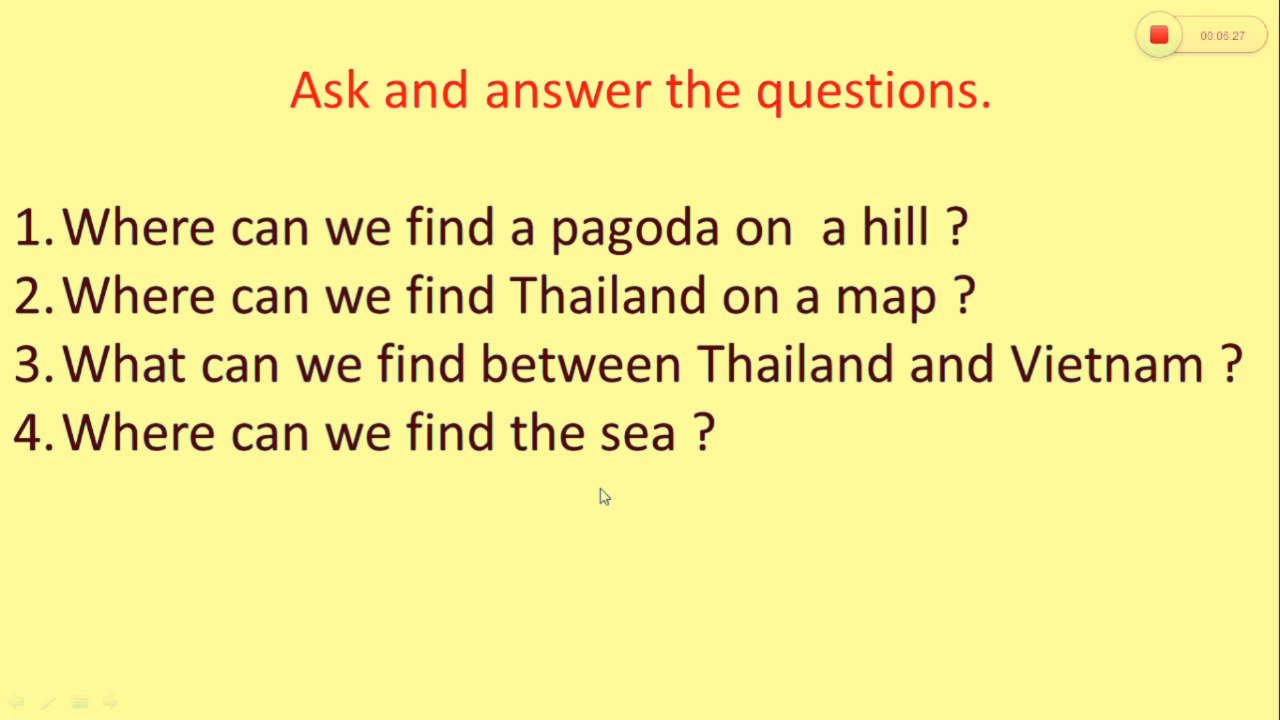 00:06:27
Ask and answer the questions.
1. Where can we find a pagoda on a hill ?
2. Where can we find Thailand on a map ?
3. What can we find between Thailand and Vietnam ?
4. Where can we find the sea ?